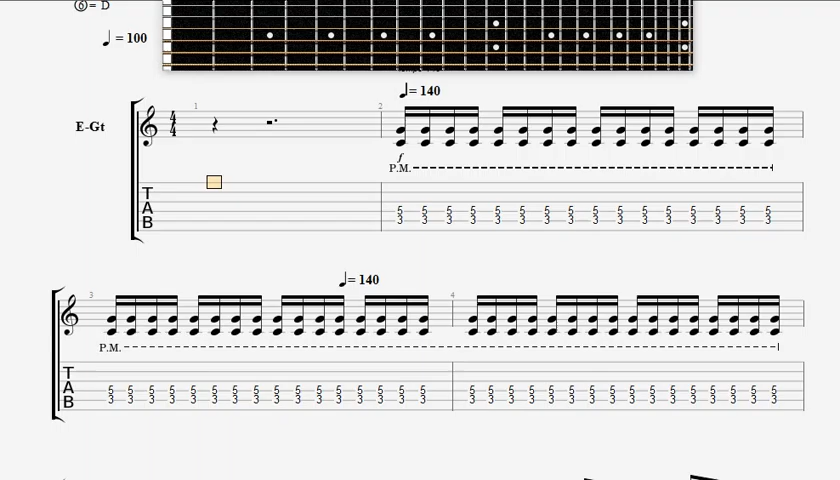 ⑥= D
♩ = 100
♩= 140
E-Gt
4
4
1
2
f
P.M.
T
A 5 5 5 5 5 5 5 5 5 5 5 5 5 5 5 5
B 3 3 3 3 3 3 3 3 3 3 3 3 3 3 3 3
♩= 140
3
4
P.M.
T
A 5 5 5 5 5 5 5 5 5 5 5 5 5 5 5 5 5 5 5 5 5 5 5 5 5 5 5 5 5 5 5 5
B 3 3 3 3 3 3 3 3 3 3 3 3 3 3 3 3 3 3 3 3 3 3 3 3 3 3 3 3 3 3 3 3